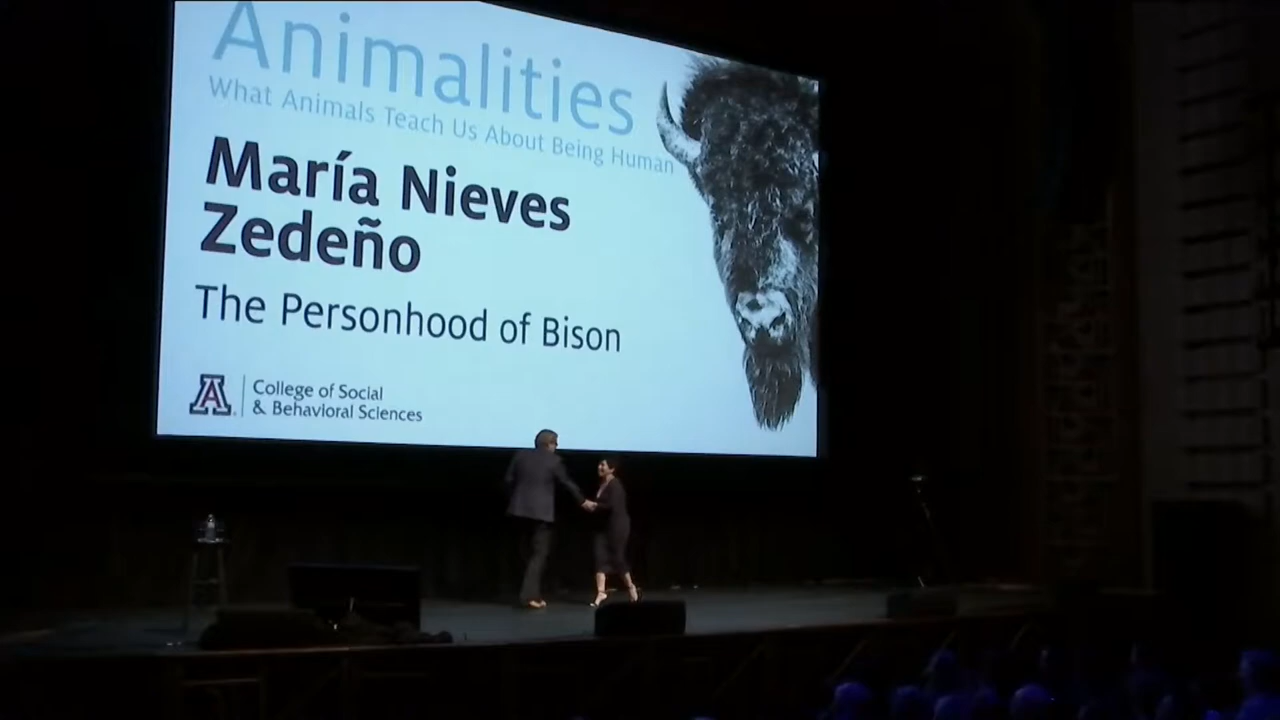 Animalities
What Animals Teach Us About Being Human
María Nieves
Zedeño
The Personhood of Bison
A
College of Social
& Behavioral Sciences